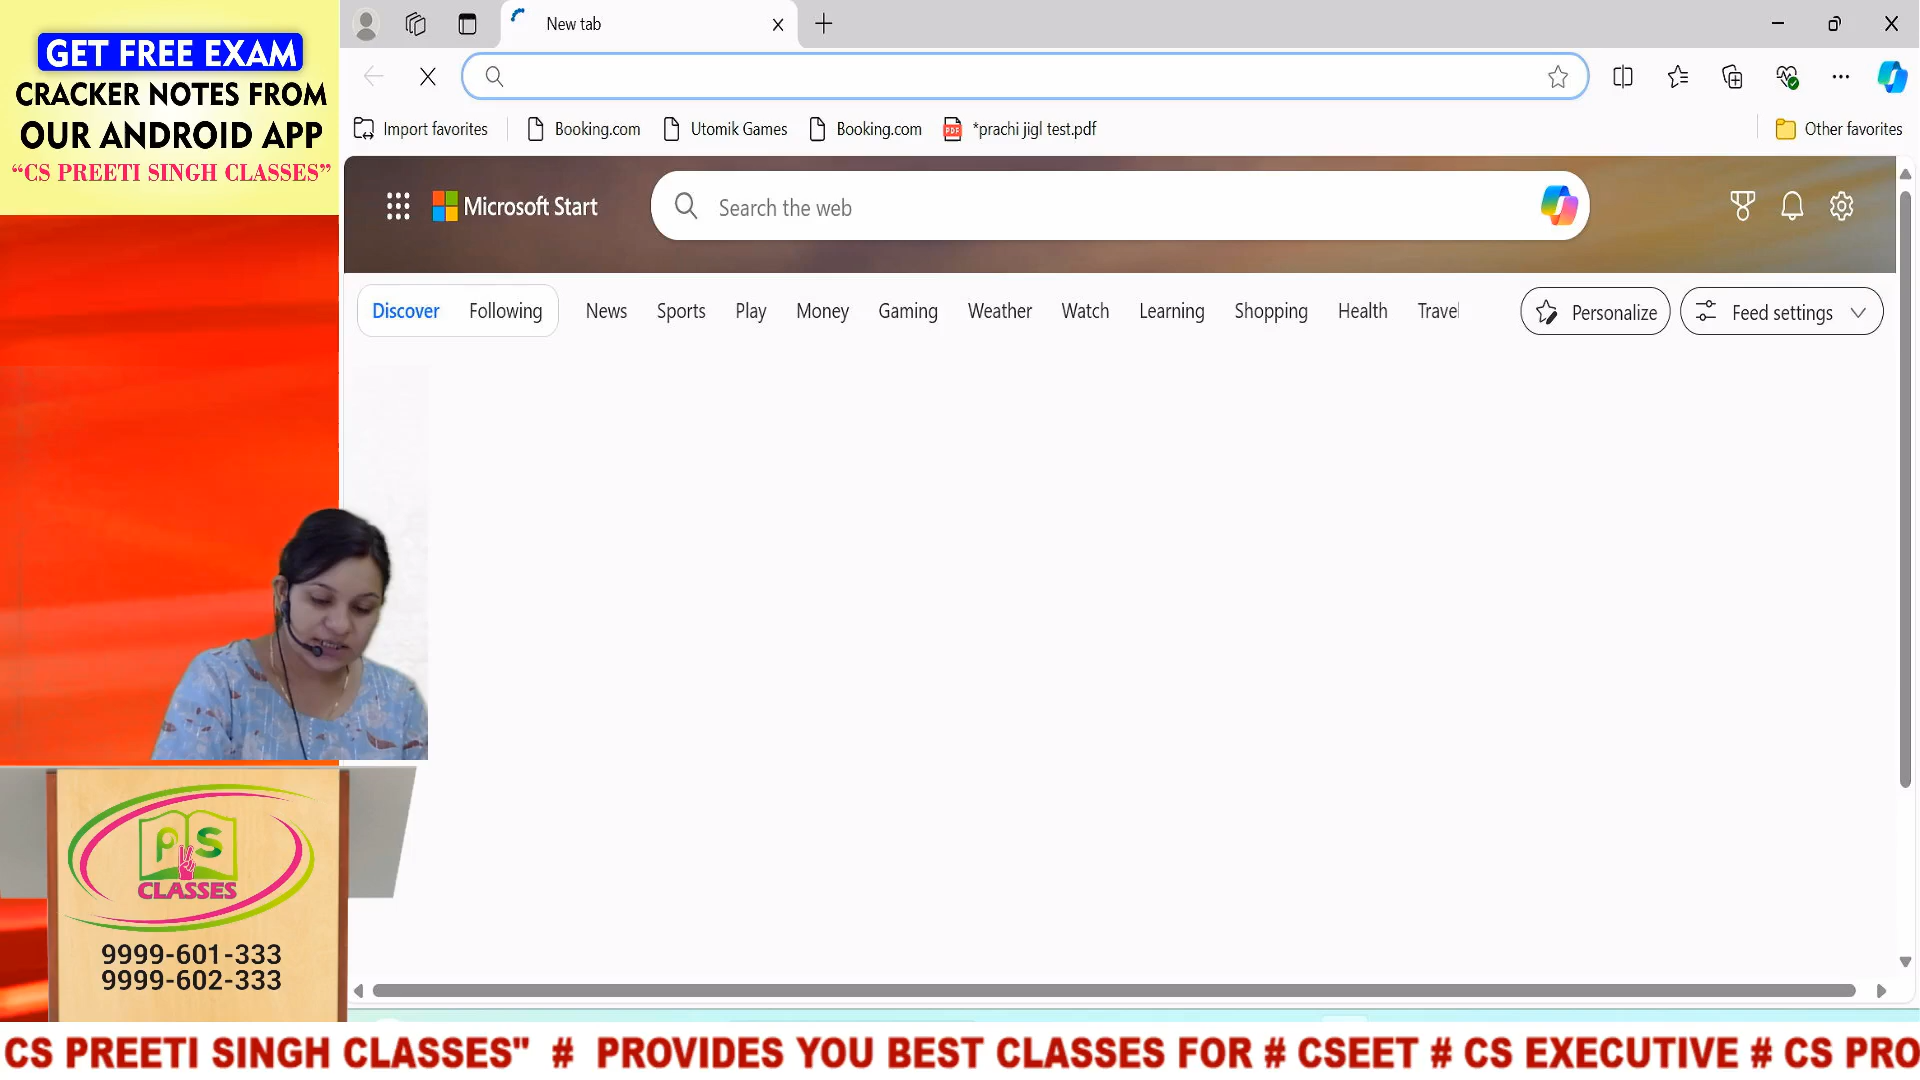 GET FREE EXAM
CRACKER NOTES FROM
OUR ANDROID APP
“CS PREETI SINGH CLASSES”
New tab
Import favorites
Booking.com
Utomik Games
Booking.com
PDF
*prachi jigl test.pdf
Other favorites
Microsoft Start
Search the web
Discover
Following
News
Sports
Play
Money
Gaming
Weather
Watch
Learning
Shopping
Health
Travel
Personalize
Feed settings
P S
CLASSES
9999-601-333
9999-602-333
CS PREETI SINGH CLASSES" # PROVIDES YOU BEST CLASSES FOR # CSEET # CS EXECUTIVE # CS PRO